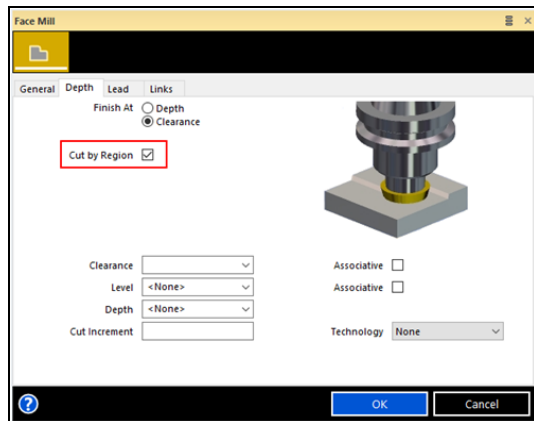 Face Mill
General Depth Lead Links
Finish At Depth
Clearance
Cut by Region
Clearance Associative
Level <None> Associative
Depth <None>
Cut Increment Technology None
OK Cancel